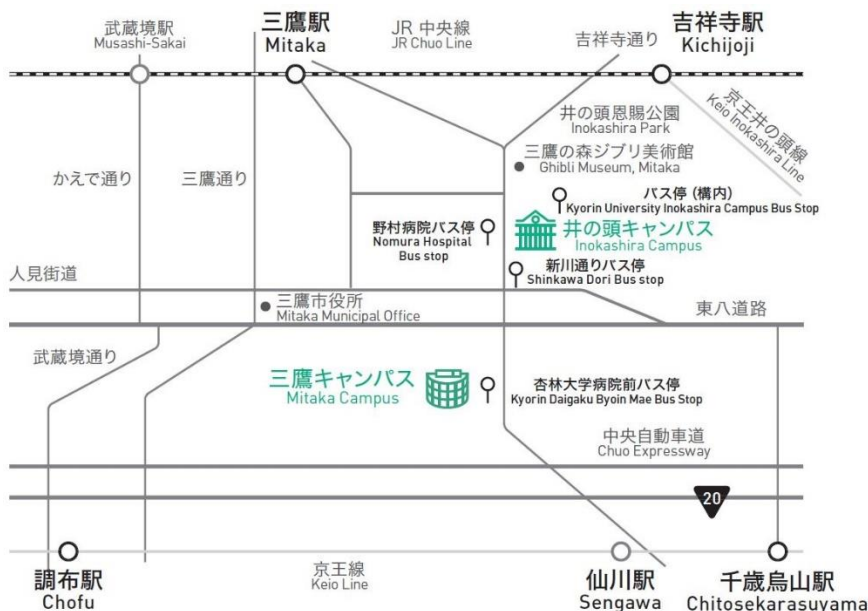 武蔵境駅
Musashi-Sakai
三鷹駅
Mitaka
JR 中央線
JR Chuo Line
吉祥寺通り
吉祥寺駅
Kichijoji
京王井の頭線
Keio Inokashira Line
井の頭恩賜公園
Inokashira Park
三鷹の森ジブリ美術館
Ghibli Museum, Mitaka
かえで通り
三鷹通り
バス停（構内）
Kyorin University Inokashira Campus Bus Stop
野村病院バス停
Nomura Hospital
Bus stop
井の頭キャンパス
Inokashira Campus
新川通りバス停
Shinkawa Dori Bus stop
人見街道
三鷹市役所
Mitaka Municipal Office
東八道路
武蔵境通り
三鷹キャンパス
Mitaka Campus
杏林大学病院前バス停
Kyorin Daigaku Byoin Mae Bus Stop
中央自動車道
Chuo Expressway
20
調布駅
Chofu
京王線
Keio Line
仙川駅
Sengawa
千歳烏山駅
Chitosekarasuyama